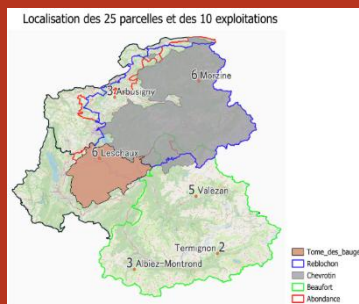 Localisation des 25 parcelles et des 10 exploitations
6 Morzine
3 Arbusigny
6 Leschaux
5 Valezan
Termignon 2
3 Albiez-Montrond
Tome_des_bauge
Reblochon
Chevrotin
Beaufort
Abondance